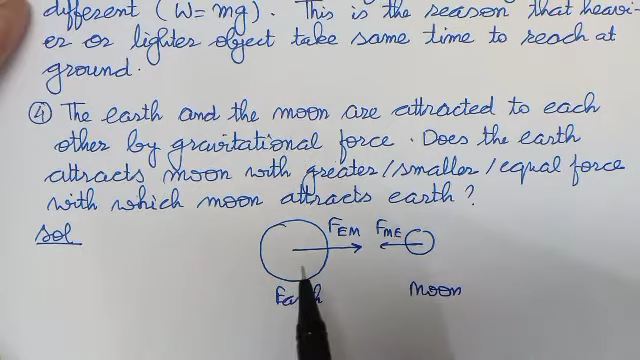 different (W = mg). This is the reason that heavi-
er or lighter object take same time to reach at
ground.
④ The earth and the moon are attracted to each
other by gravitational force. Does the earth
attracts moon with greater/smaller/equal force
with which moon attracts earth?
Sol
F_EM F_ME
Earth moon